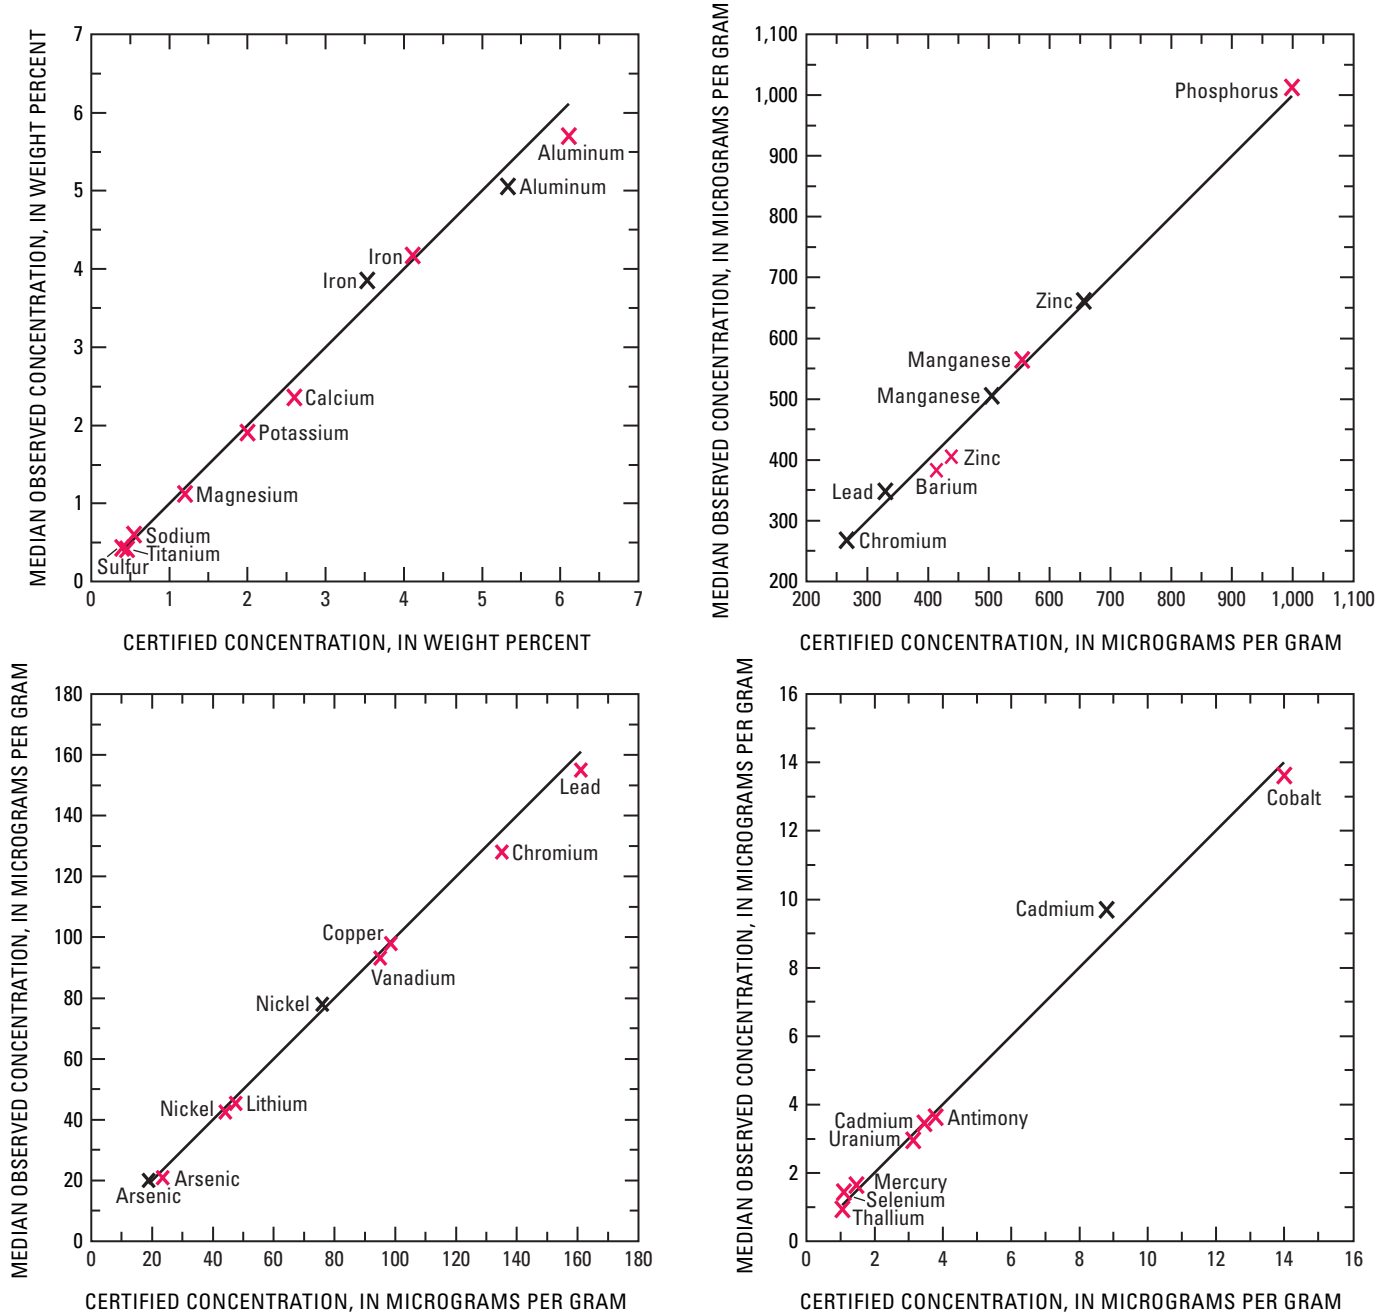 MEDIAN OBSERVED CONCENTRATION, IN WEIGHT PERCENT
7
6
5
4
3
2
1
0
Aluminum
Aluminum
Iron
Iron
Calcium
Potassium
Magnesium
Sodium
Titanium
Sulfur
0 1 2 3 4 5 6 7
CERTIFIED CONCENTRATION, IN WEIGHT PERCENT
MEDIAN OBSERVED CONCENTRATION, IN MICROGRAMS PER GRAM
1,100
1,000
900
800
700
600
500
400
300
200
Phosphorus
Zinc
Manganese
Manganese
Zinc
Barium
Lead
Chromium
200 300 400 500 600 700 800 900 1,000 1,100
CERTIFIED CONCENTRATION, IN MICROGRAMS PER GRAM
MEDIAN OBSERVED CONCENTRATION, IN MICROGRAMS PER GRAM
180
160
140
120
100
80
60
40
20
0
Lead
Chromium
Copper
Vanadium
Nickel
Nickel
Lithium
Arsenic
Arsenic
0 20 40 60 80 100 120 140 160 180
CERTIFIED CONCENTRATION, IN MICROGRAMS PER GRAM
MEDIAN OBSERVED CONCENTRATION, IN MICROGRAMS PER GRAM
16
14
12
10
8
6
4
2
0
Cobalt
Cadmium
Cadmium
Antimony
Uranium
Mercury
Selenium
Thallium
0 2 4 6 8 10 12 14 16
CERTIFIED CONCENTRATION, IN MICROGRAMS PER GRAM